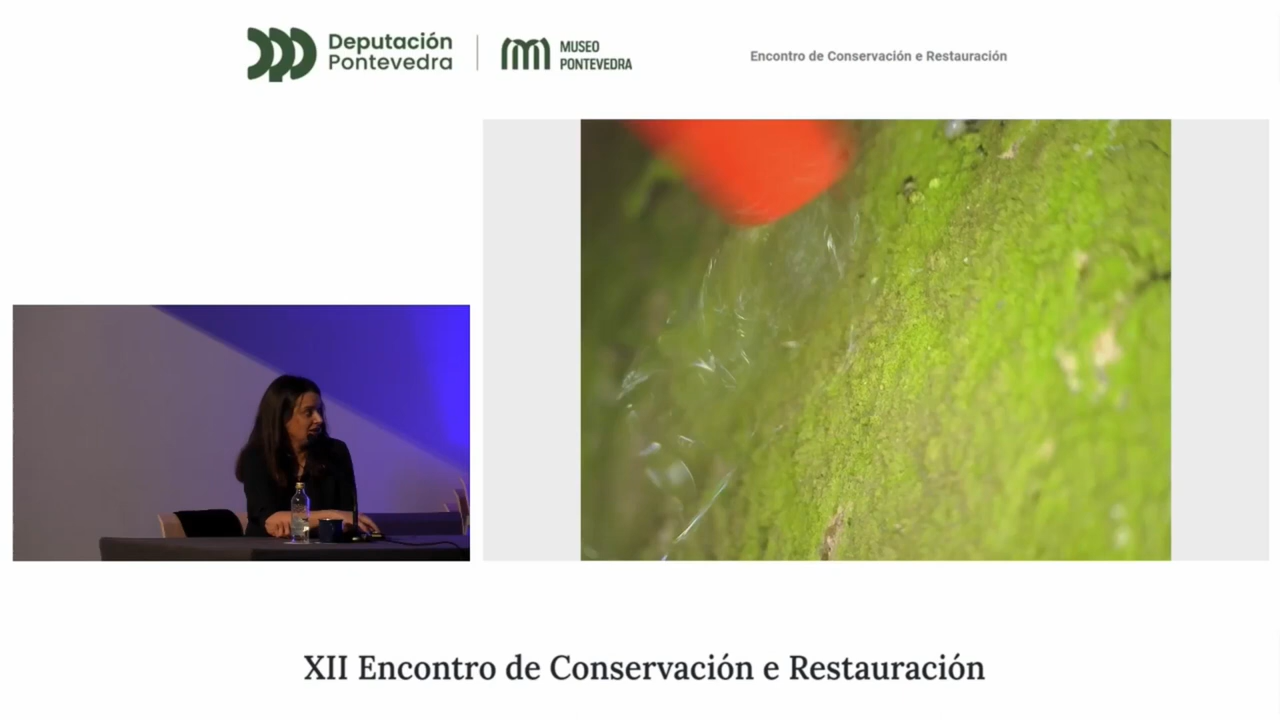 Deputación
Pontevedra
MUSEO
PONTEVEDRA
Encontro de Conservación e Restauración
XII Encontro de Conservación e Restauración